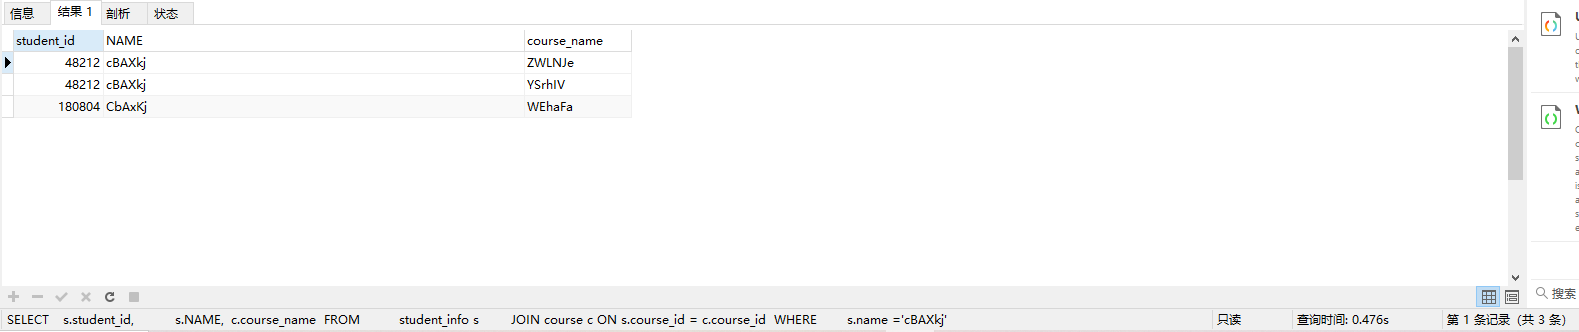 信息 结果 1 剖析 状态
student_id NAME course_name
48212 cBAXkj ZWLNJe
48212 cBAXkj YSrhIV
180804 CbAxKj WEhaFa
搜索
SELECT s.student_id, s.NAME, c.course_name FROM student_info s JOIN course c ON s.course_id = c.course_id WHERE s.name ='cBAXkj' 只读 查询时间: 0.476s 第 1 条记录 (共 3 条)